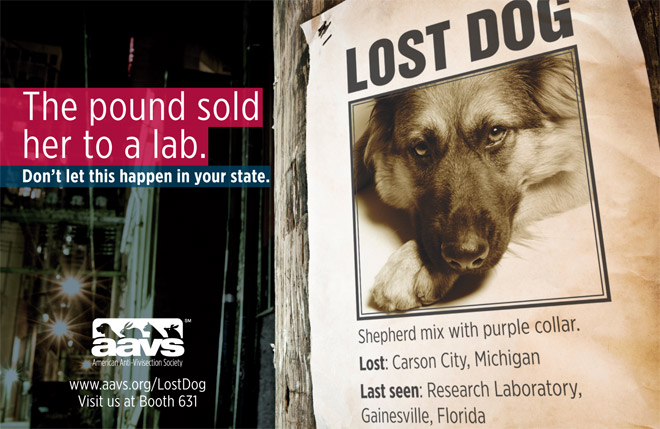 The pound sold
her to a lab.
Don't let this happen in your state.
aavs SM
American Anti-Vivisection Society
www.aavs.org/LostDog
Visit us at Booth 631
LOST DOG
Shepherd mix with purple collar.
Lost: Carson City, Michigan
Last seen: Research Laboratory,
Gainesville, Florida